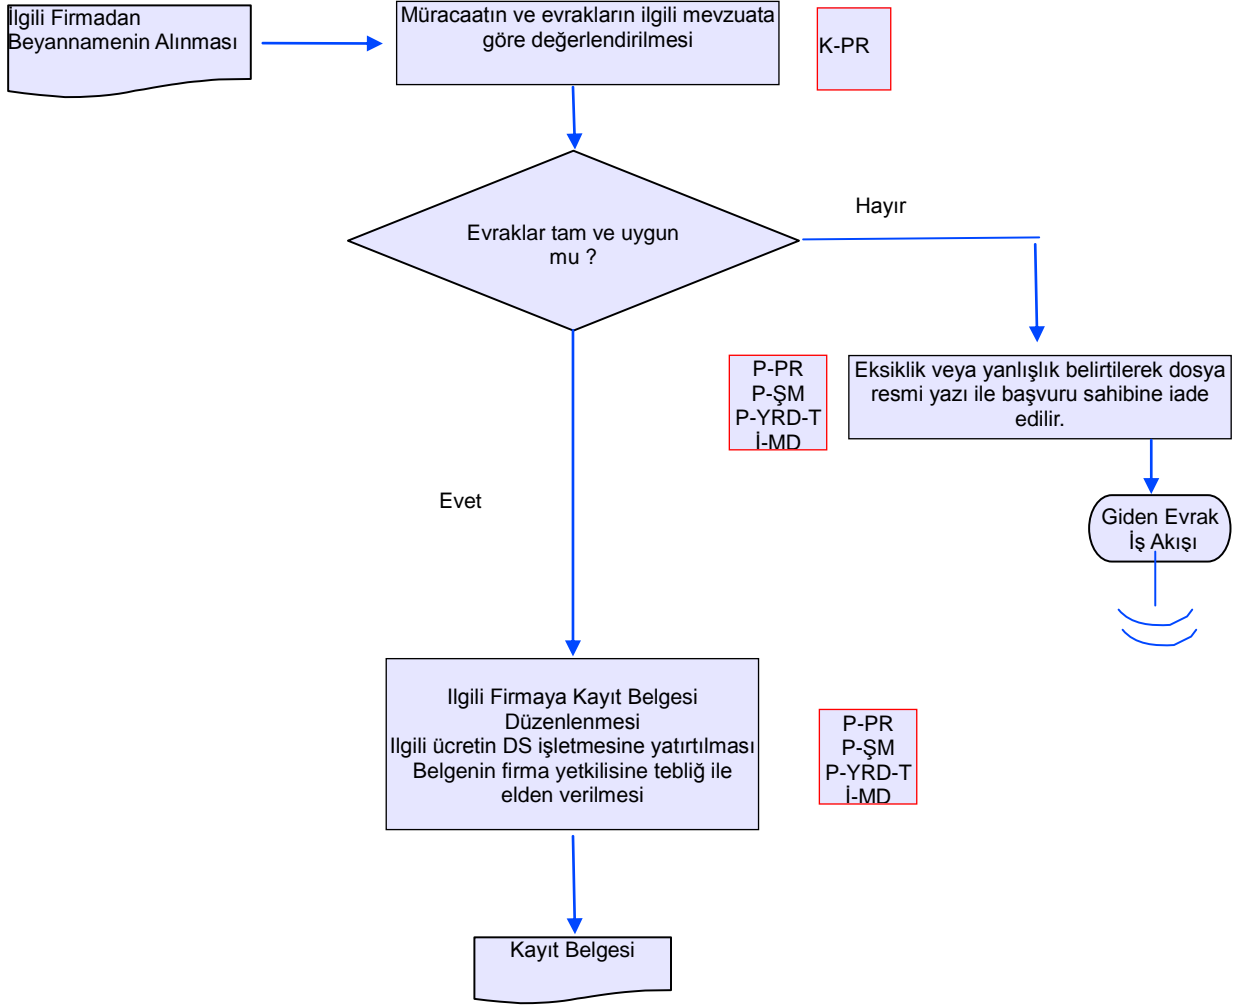 İlgili Firmadan
Beyannamenin Alınması
Müracaatın ve evrakların ilgili mevzuata
göre değerlendirilmesi
K-PR
Evraklar tam ve uygun
mu ?
Hayır
P-PR
P-ŞM
P-YRD-T
İ-MD
Eksiklik veya yanlışlık belirtilerek dosya
resmi yazı ile başvuru sahibine iade
edilir.
Evet
Giden Evrak
İş Akışı
Ilgili Firmaya Kayıt Belgesi
Düzenlenmesi
Ilgili ücretin DS işletmesine yatırtılması
Belgenin firma yetkilisine tebliğ ile
elden verilmesi
P-PR
P-ŞM
P-YRD-T
İ-MD
Kayıt Belgesi